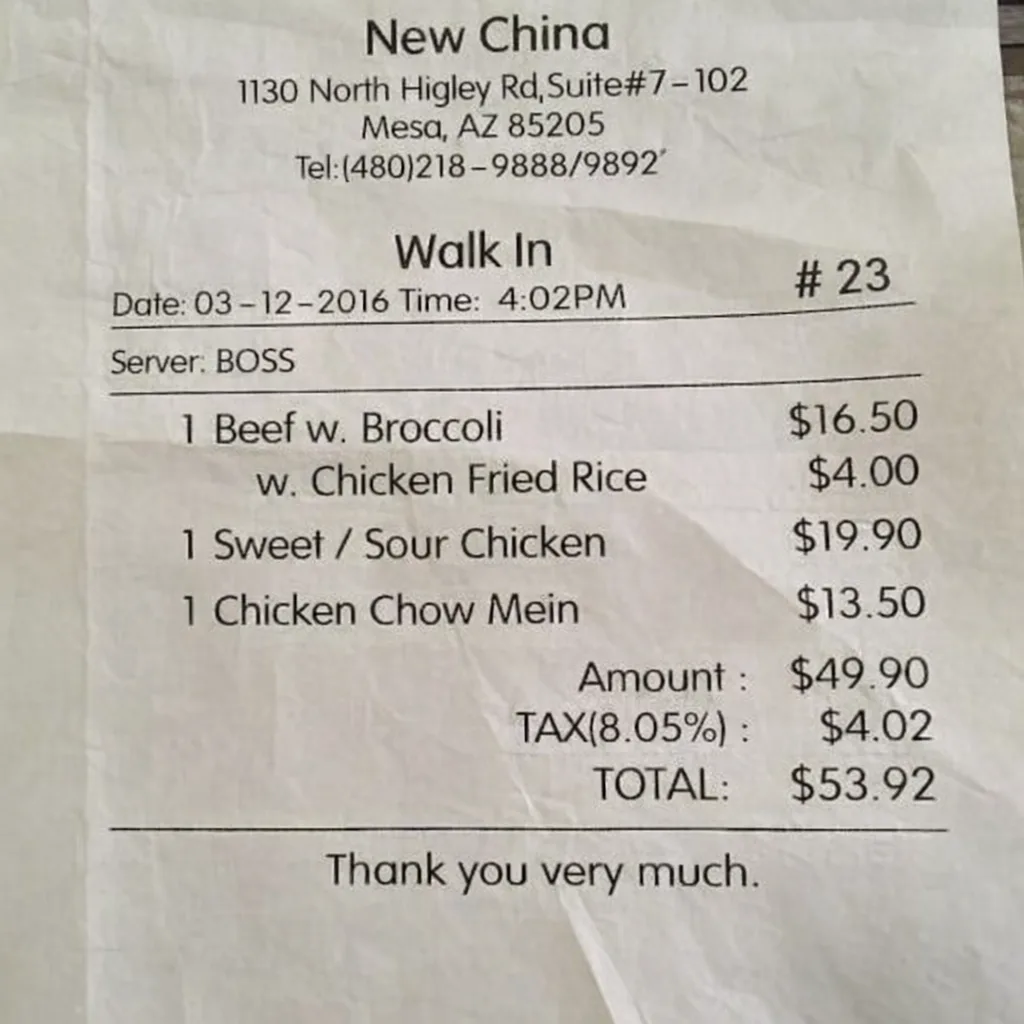 New China
1130 North Higley Rd,Suite#7-102
Mesa, AZ 85205
Tel:(480)218-9888/9892
Walk In
# 23
Date: 03-12-2016 Time: 4:02PM
Server: BOSS
1 Beef w. Broccoli $16.50
w. Chicken Fried Rice $4.00
1 Sweet / Sour Chicken $19.90
1 Chicken Chow Mein $13.50
Amount : $49.90
TAX(8.05%) : $4.02
TOTAL: $53.92
Thank you very much.